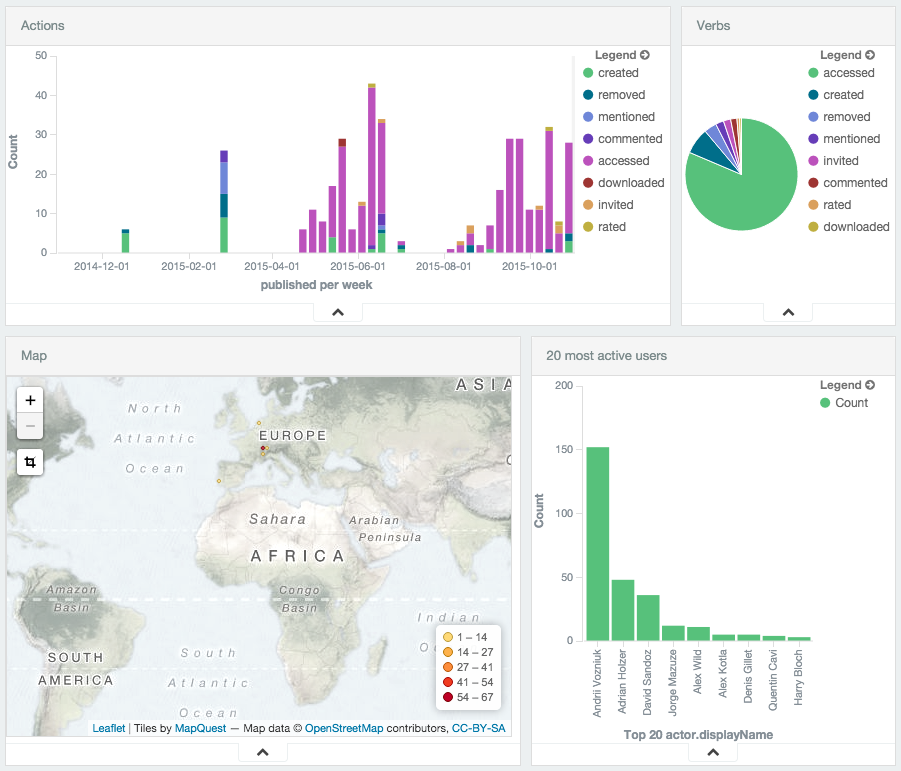 Actions
50
40
30
20
10
0
Count
2014-12-01 2015-02-01 2015-04-01 2015-06-01 2015-08-01 2015-10-01
published per week
Legend
created
removed
mentioned
commented
accessed
downloaded
invited
rated
Verbs
Legend
accessed
created
removed
mentioned
invited
commented
rated
downloaded
Map
+
−
ASIA
North
Atlantic
Ocean
EUROPE
Sahara
Arabian
Peninsula
AFRICA
Amazon
Basin
Congo
Basin
Indian
O
SOUTH
AMERICA
South
Atlantic
Ocean
1 – 14
14 – 27
27 – 41
41 – 54
54 – 67
Leaflet | Tiles by MapQuest — Map data © OpenStreetMap contributors, CC-BY-SA
20 most active users
200
150
100
50
0
Count
Andrii Vozniuk
Adrian Holzer
David Sandoz
Jorge Mazuze
Alex Wild
Alex Kotla
Denis Gillet
Quentin Cavi
Harry Bloch
Top 20 actor.displayName
Legend
Count